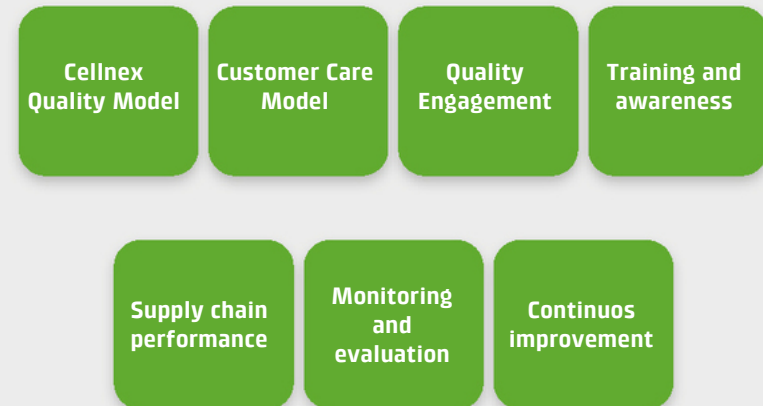 Cellnex
Quality Model
Customer Care
Model
Quality
Engagement
Training and
awareness
Supply chain
performance
Monitoring
and
evaluation
Continuos
improvement